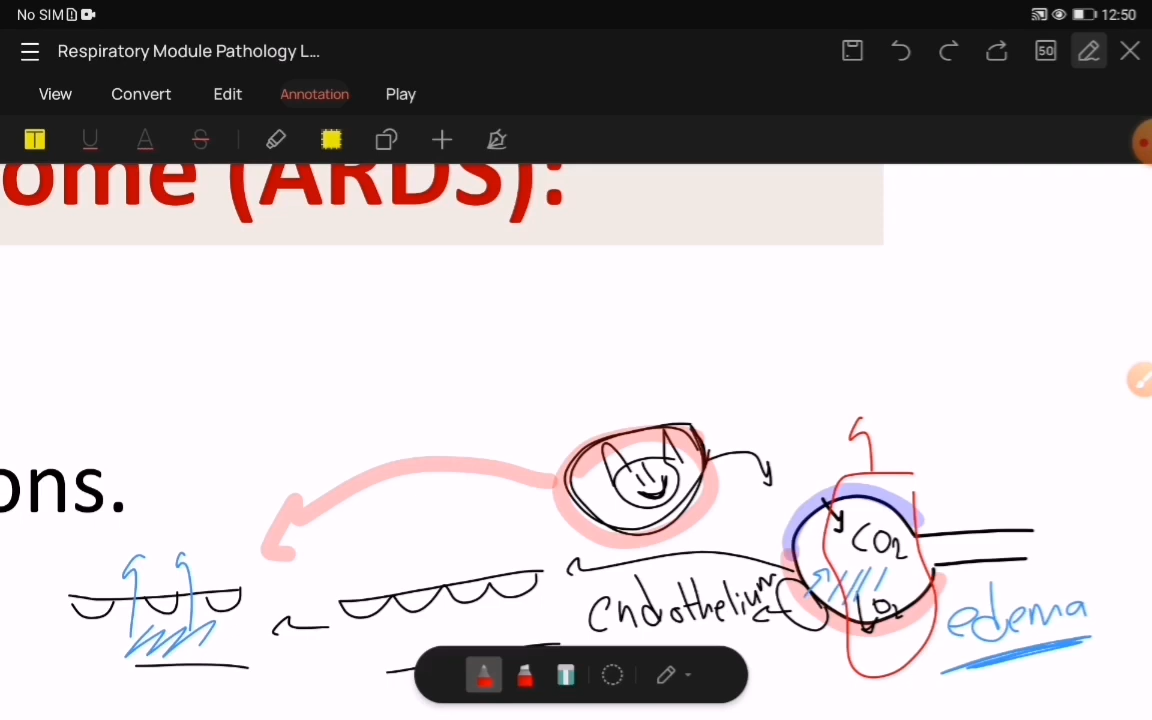 No SIM 12:50
Respiratory Module Pathology L... 50
View Convert Edit Annotation Play
T U A S
ome (ARDS):
ons.
CO2
O2
Endothelium
edema